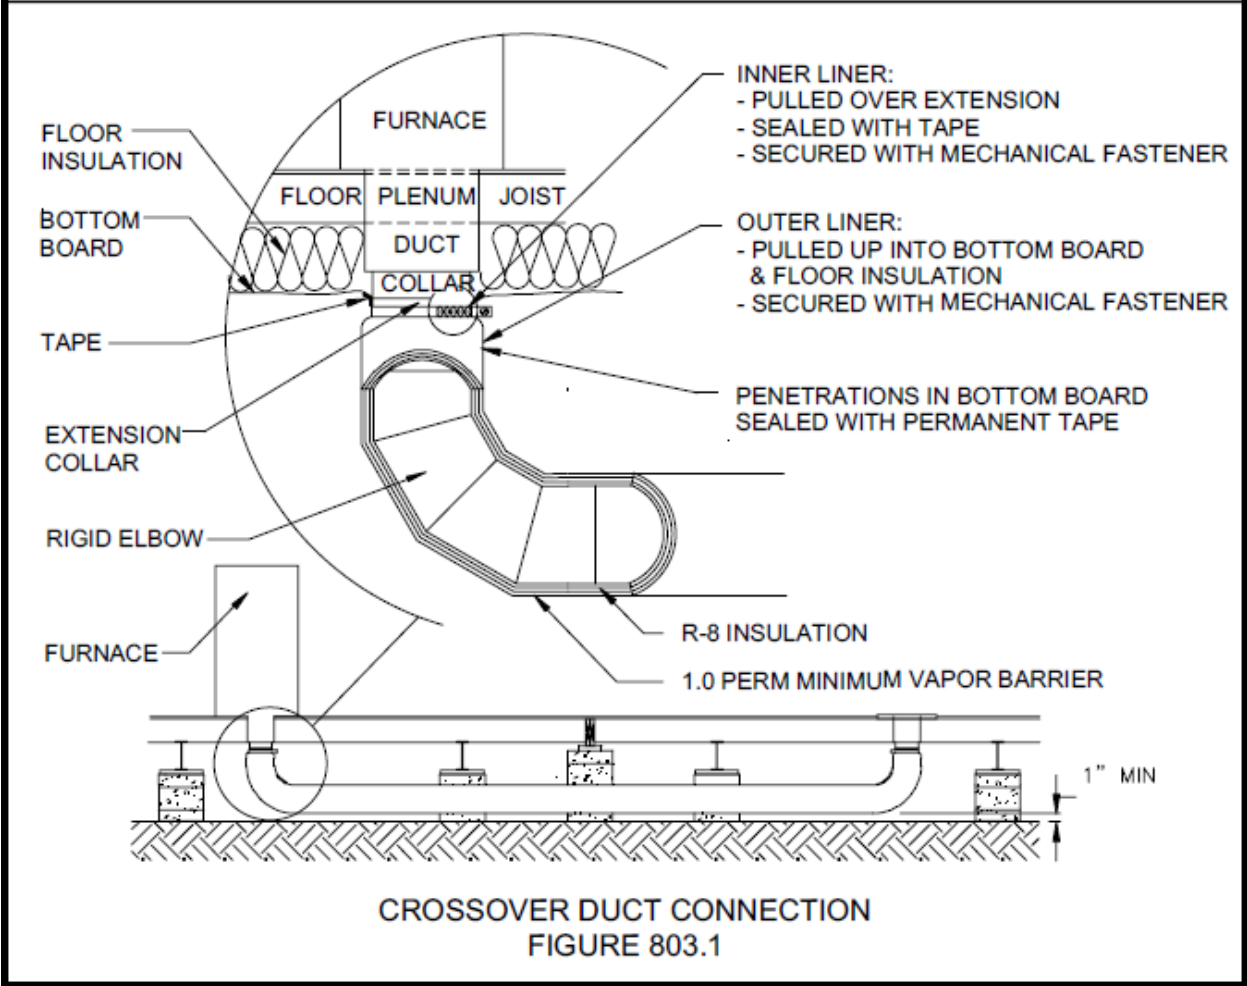 FURNACE
FLOOR
INSULATION
FLOOR PLENUM JOIST
BOTTOM
BOARD
DUCT
COLLAR
TAPE
EXTENSION
COLLAR
RIGID ELBOW
FURNACE
INNER LINER:
- PULLED OVER EXTENSION
- SEALED WITH TAPE
- SECURED WITH MECHANICAL FASTENER
OUTER LINER:
- PULLED UP INTO BOTTOM BOARD
& FLOOR INSULATION
- SECURED WITH MECHANICAL FASTENER
PENETRATIONS IN BOTTOM BOARD
SEALED WITH PERMANENT TAPE
R-8 INSULATION
1.0 PERM MINIMUM VAPOR BARRIER
1" MIN
CROSSOVER DUCT CONNECTION
FIGURE 803.1